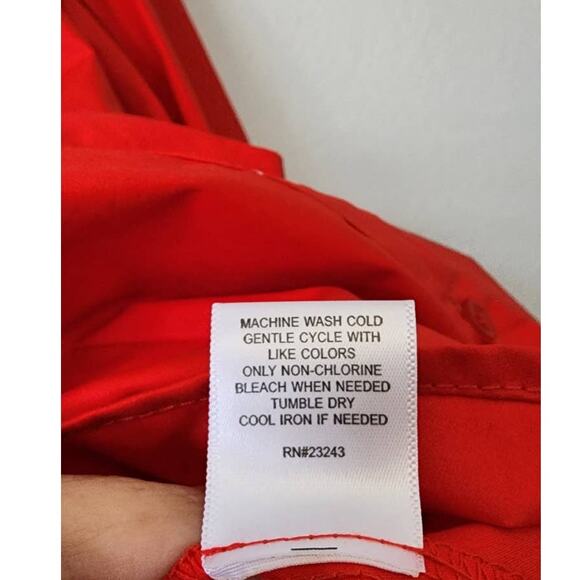 MACHINE WASH COLD
GENTLE CYCLE WITH
LIKE COLORS
ONLY NON-CHLORINE
BLEACH WHEN NEEDED
TUMBLE DRY
COOL IRON IF NEEDED
RN#23243